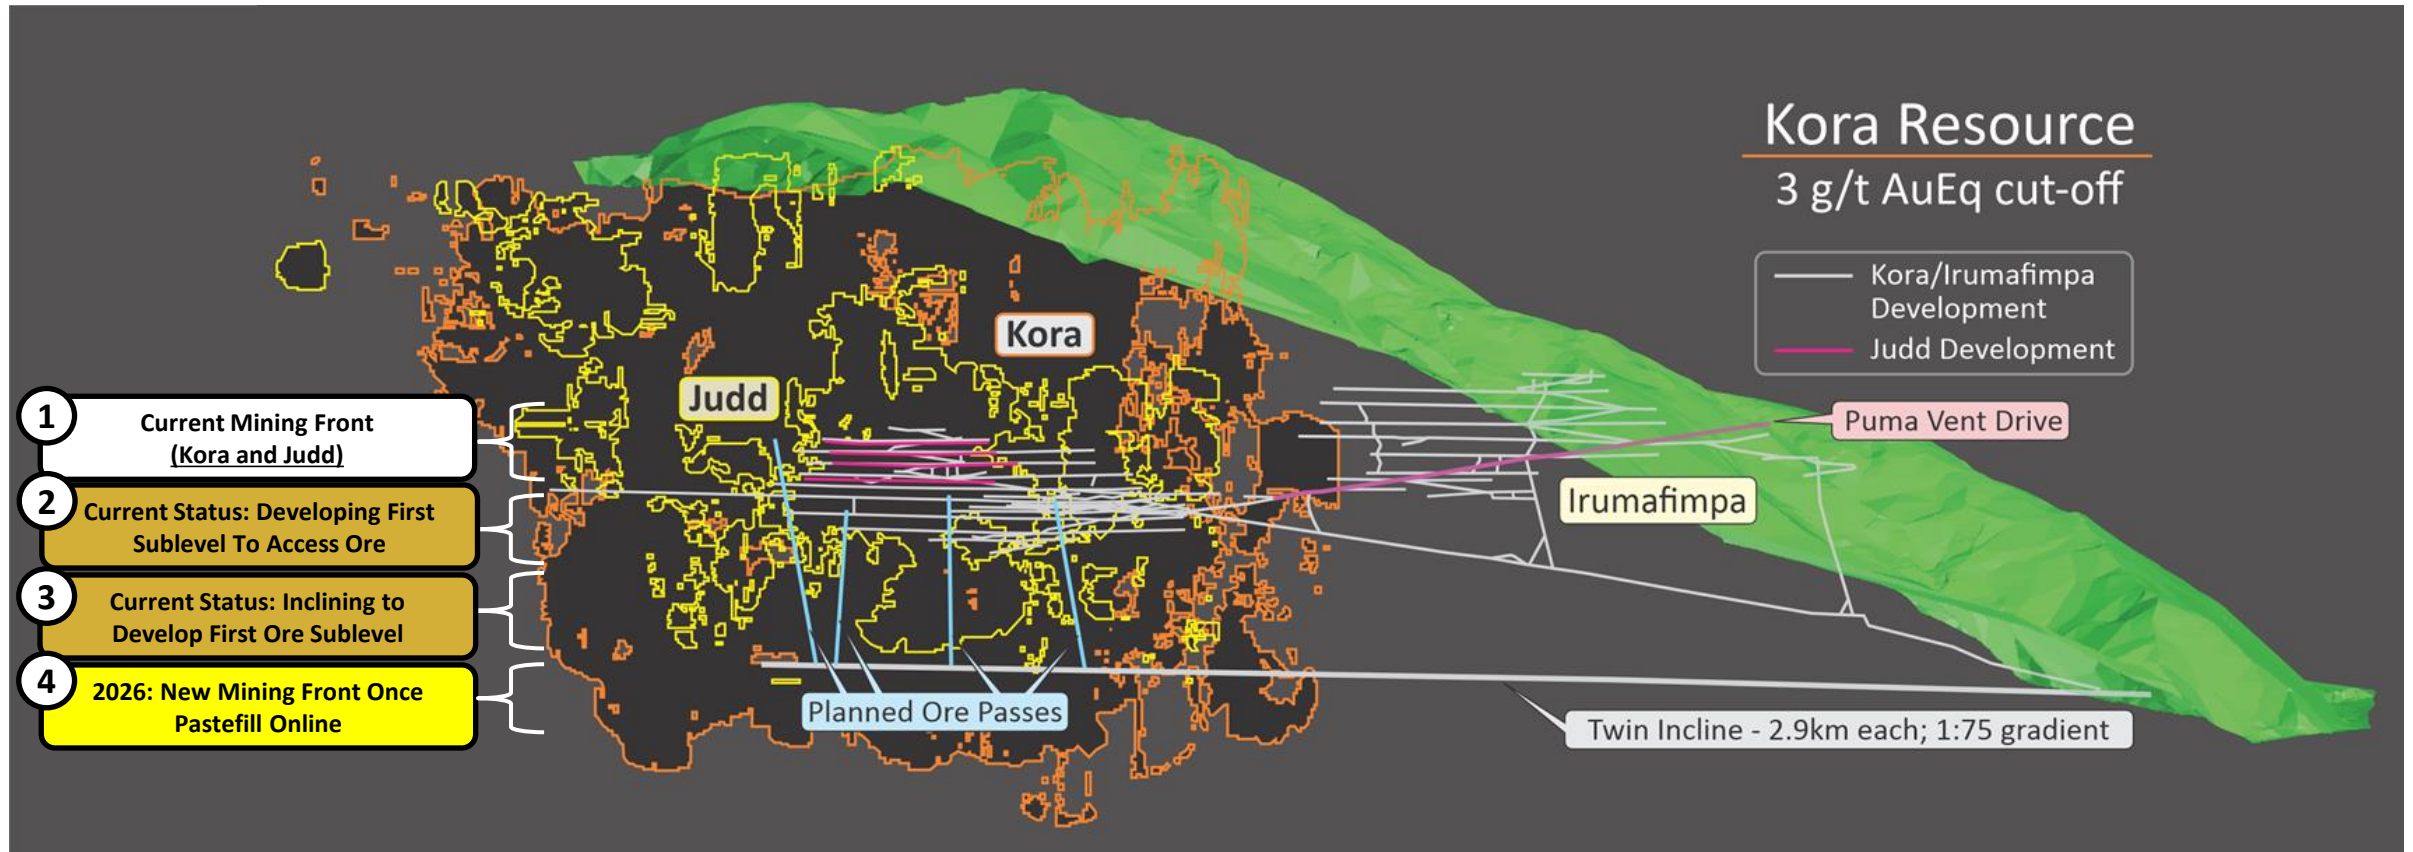 Kora Resource
3 g/t AuEq cut-off
Kora/Irumafimpa
Development
Judd Development
Kora
Judd
Puma Vent Drive
Irumafimpa
1
Current Mining Front
(Kora and Judd)
2
Current Status: Developing First
Sublevel To Access Ore
3
Current Status: Inclining to
Develop First Ore Sublevel
4
2026: New Mining Front Once
Pastefill Online
Planned Ore Passes
Twin Incline - 2.9km each; 1:75 gradient